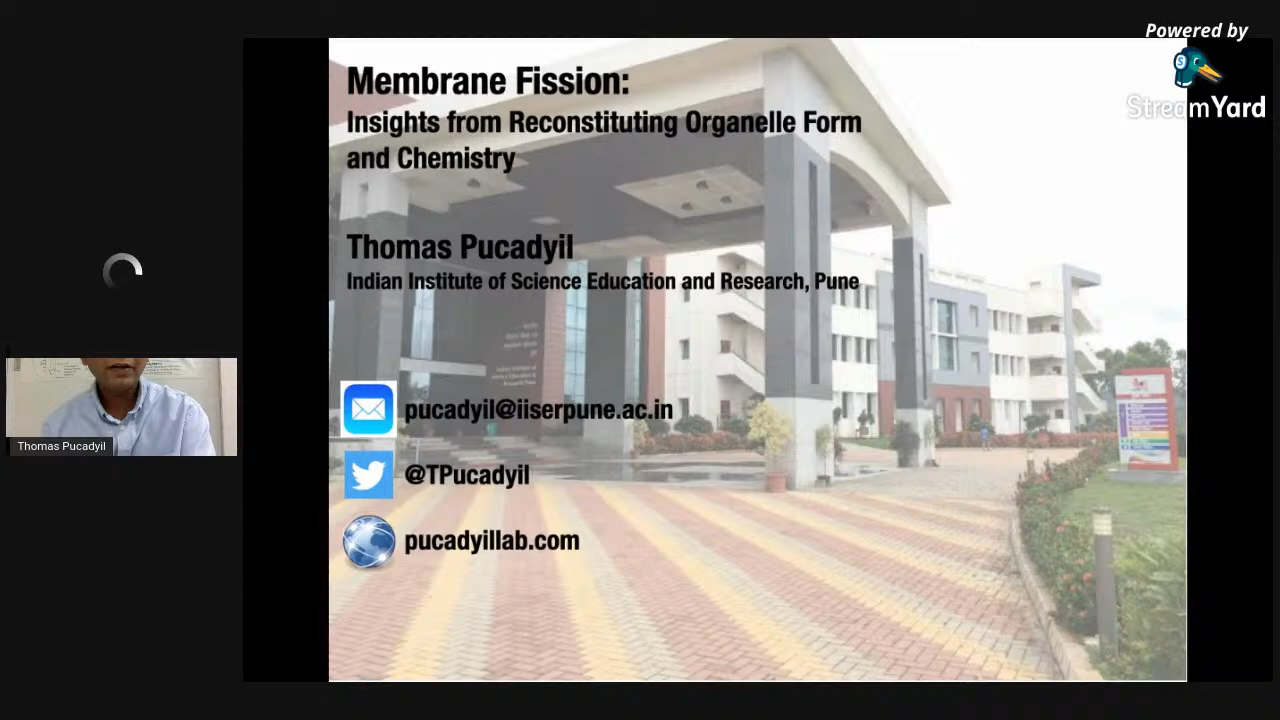 Powered by
StreamYard
Membrane Fission:
Insights from Reconstituting Organelle Form
and Chemistry
Thomas Pucadyil
Indian Institute of Science Education and Research, Pune
pucadyil@iiserpune.ac.in
@TPucadyil
pucadyillab.com
Thomas Pucadyil